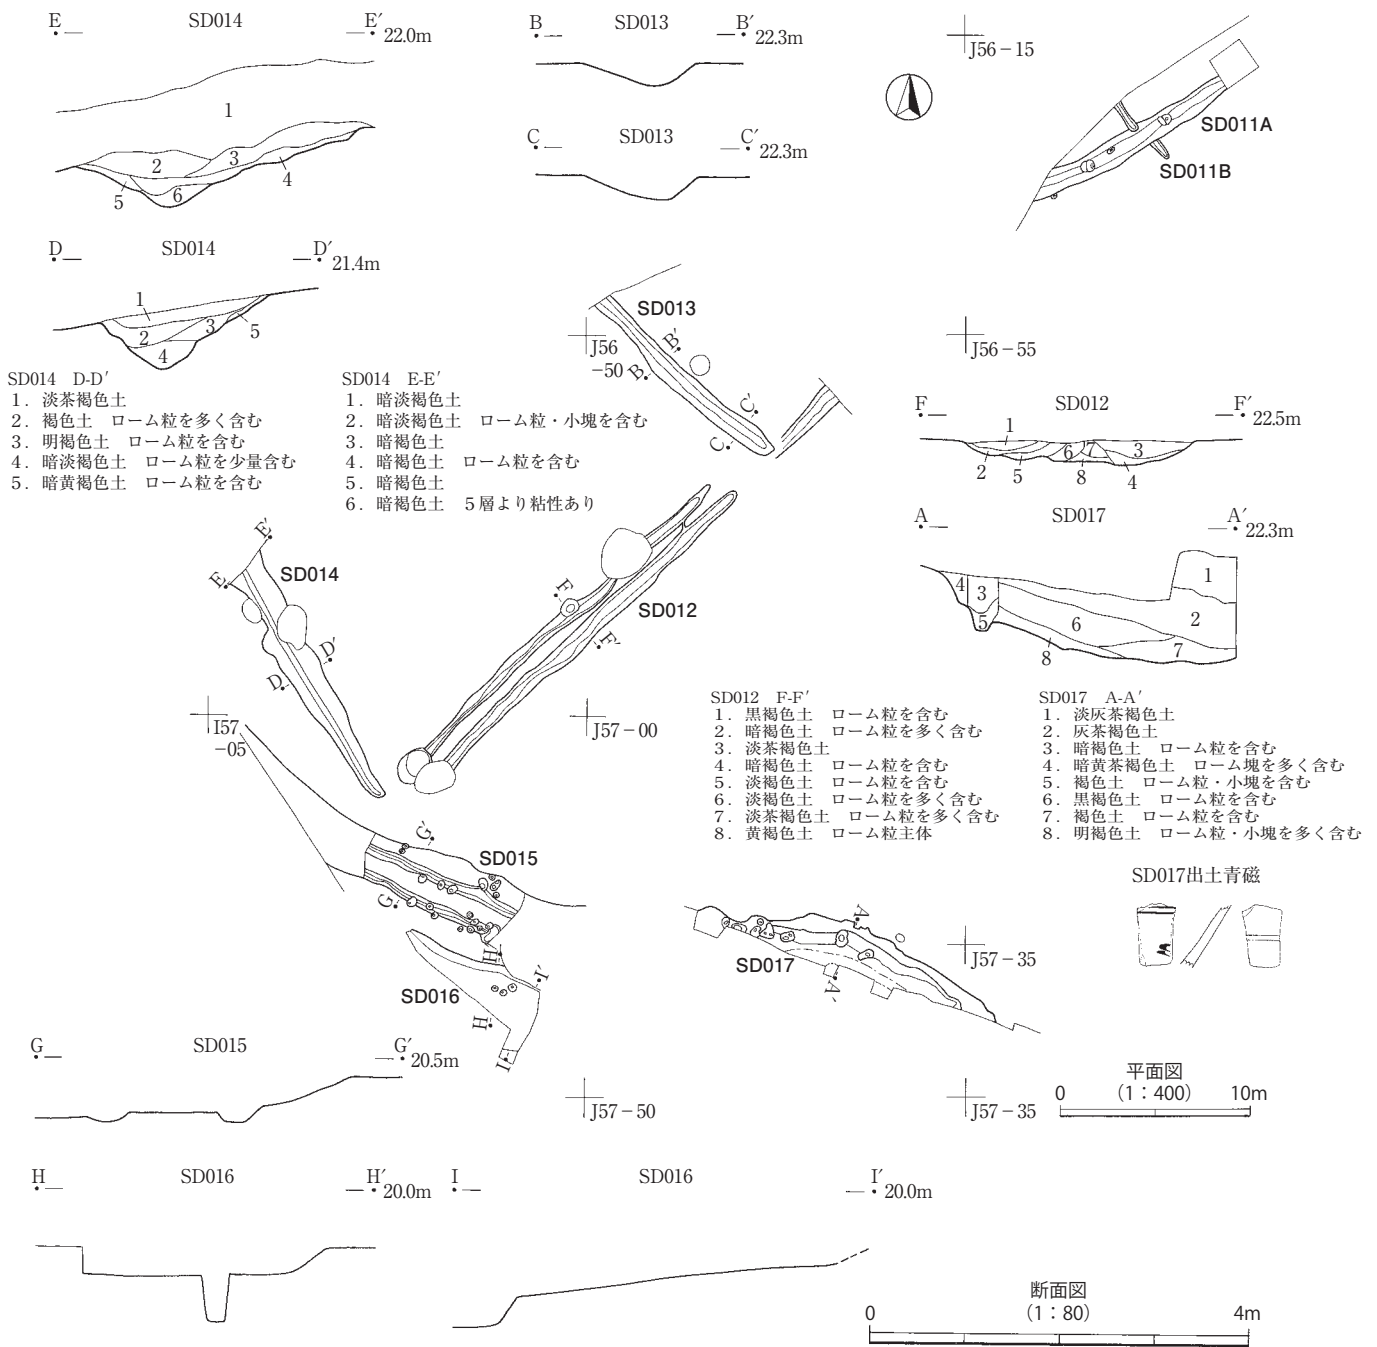 E SD014 E′ 22.0m
1
2
3
4
5
6
B SD013 B′ 22.3m
C SD013 C′ 22.3m
J56－15
SD011A
SD011B
D SD014 D′ 21.4m
1
2
3
4
5
SD014 D-D′
1．淡茶褐色土
2．褐色土 ローム粒を多く含む
3．明褐色土 ローム粒を含む
4．暗淡褐色土 ローム粒を少量含む
5．暗黄褐色土 ローム粒を含む
SD014 E-E′
1．暗淡褐色土
2．暗淡褐色土 ローム粒・小塊を含む
3．暗褐色土
4．暗褐色土 ローム粒を含む
5．暗褐色土
6．暗褐色土 5層より粘性あり
SD013
J56
－50
B
B′
C
C′
J56－55
F SD012 F′ 22.5m
1
2
5
6
7
8
3
4
A SD017 A′ 22.3m
4
3
5
6
8
7
1
2
E′
E
SD014
D′
D
F
F′
SD012
I57
－05
J57－00
SD012 F-F′
1．黒褐色土 ローム粒を含む
2．暗褐色土 ローム粒を多く含む
3．淡茶褐色土
4．暗褐色土 ローム粒を含む
5．淡褐色土 ローム粒を含む
6．淡褐色土 ローム粒を多く含む
7．淡茶褐色土 ローム粒を多く含む
8．黄褐色土 ローム粒主体
SD017 A-A′
1．淡灰茶褐色土
2．灰茶褐色土
3．暗褐色土 ローム粒を含む
4．暗黄茶褐色土 ローム塊を多く含む
5．褐色土 ローム粒・小塊を含む
6．黒褐色土 ローム粒を含む
7．褐色土 ローム粒を含む
8．明褐色土 ローム粒・小塊を多く含む
SD017出土青磁
G′
SD015
G
H′
I′
SD016
H
I
A
SD017
A′
J57－35
G SD015 G′ 20.5m
J57－50
J57－35
平面図
（1：400）
0 10m
H SD016 H′ 20.0m
I SD016 I′ 20.0m
断面図
（1：80）
0 4m